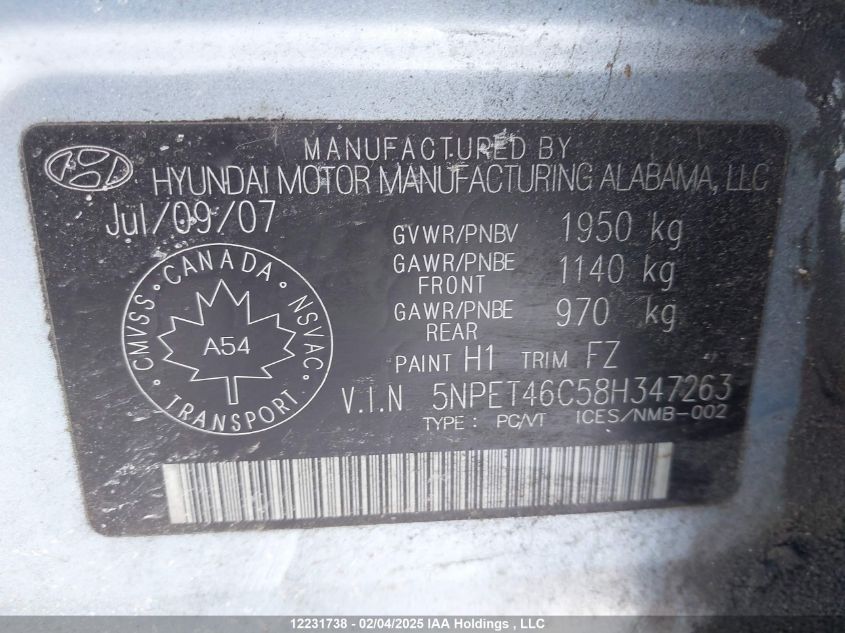 MANUFACTURED BY
HYUNDAI MOTOR MANUFACTURING ALABAMA, LLC
Jul/09/07
GVWR/PNBV 1950 kg
GAWR/PNBE FRONT 1140 kg
GAWR/PNBE REAR 970 kg
PAINT H1 TRIM FZ
V.I.N 5NPET46C58H347263
TYPE : PC/VT ICES/NMB-002
CANADA
CMVSS NSVAC
A54
TRANSPORT
12231738 - 02/04/2025 IAA Holdings , LLC